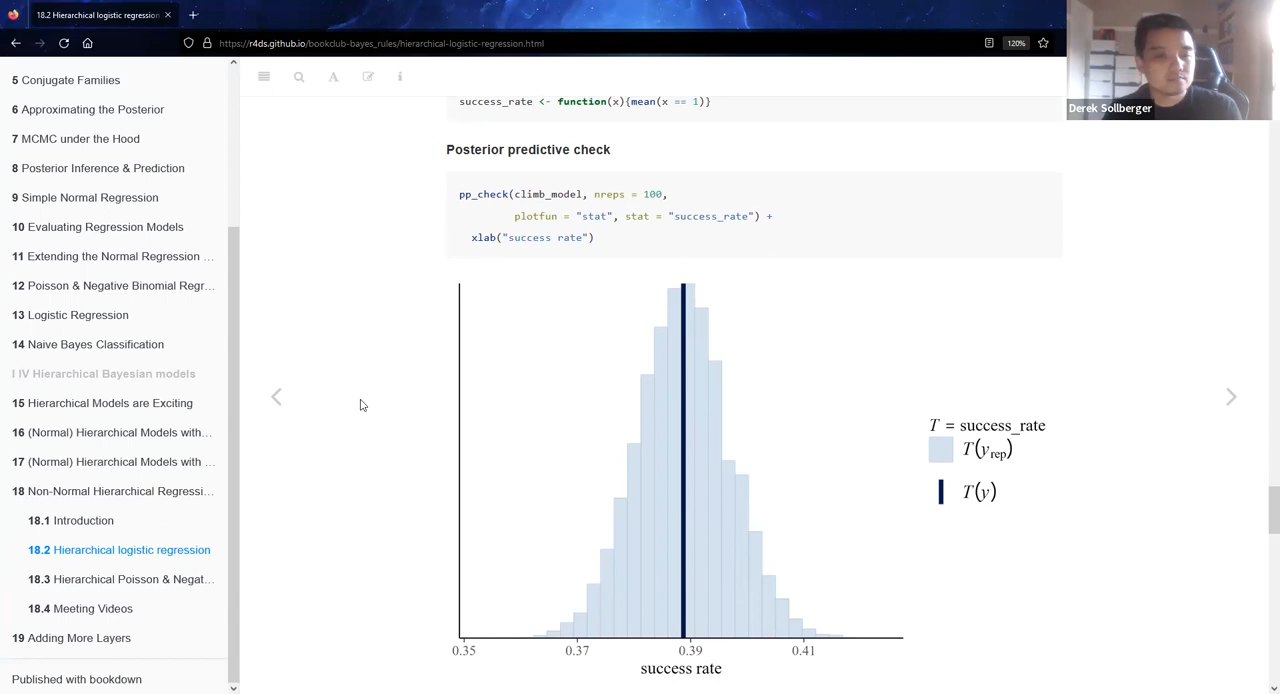 18.2 Hierarchical logistic regression
https://r4ds.github.io/bookclub-bayes_rules/hierarchical-logistic-regression.html
120%
Derek Sollberger
5 Conjugate Families
6 Approximating the Posterior
7 MCMC under the Hood
8 Posterior Inference & Prediction
9 Simple Normal Regression
10 Evaluating Regression Models
11 Extending the Normal Regression ...
12 Poisson & Negative Binomial Regr...
13 Logistic Regression
14 Naive Bayes Classification
I IV Hierarchical Bayesian models
15 Hierarchical Models are Exciting
16 (Normal) Hierarchical Models with...
17 (Normal) Hierarchical Models with ...
18 Non-Normal Hierarchical Regressi...
18.1 Introduction
18.2 Hierarchical logistic regression
18.3 Hierarchical Poisson & Negat...
18.4 Meeting Videos
19 Adding More Layers
Published with bookdown
success_rate <- function(x){mean(x == 1)}
Posterior predictive check
pp_check(climb_model, nreps = 100,
plotfun = "stat", stat = "success_rate") +
xlab("success rate")
T = success_rate
T(yrep)
T(y)
0.35 0.37 0.39 0.41
success rate